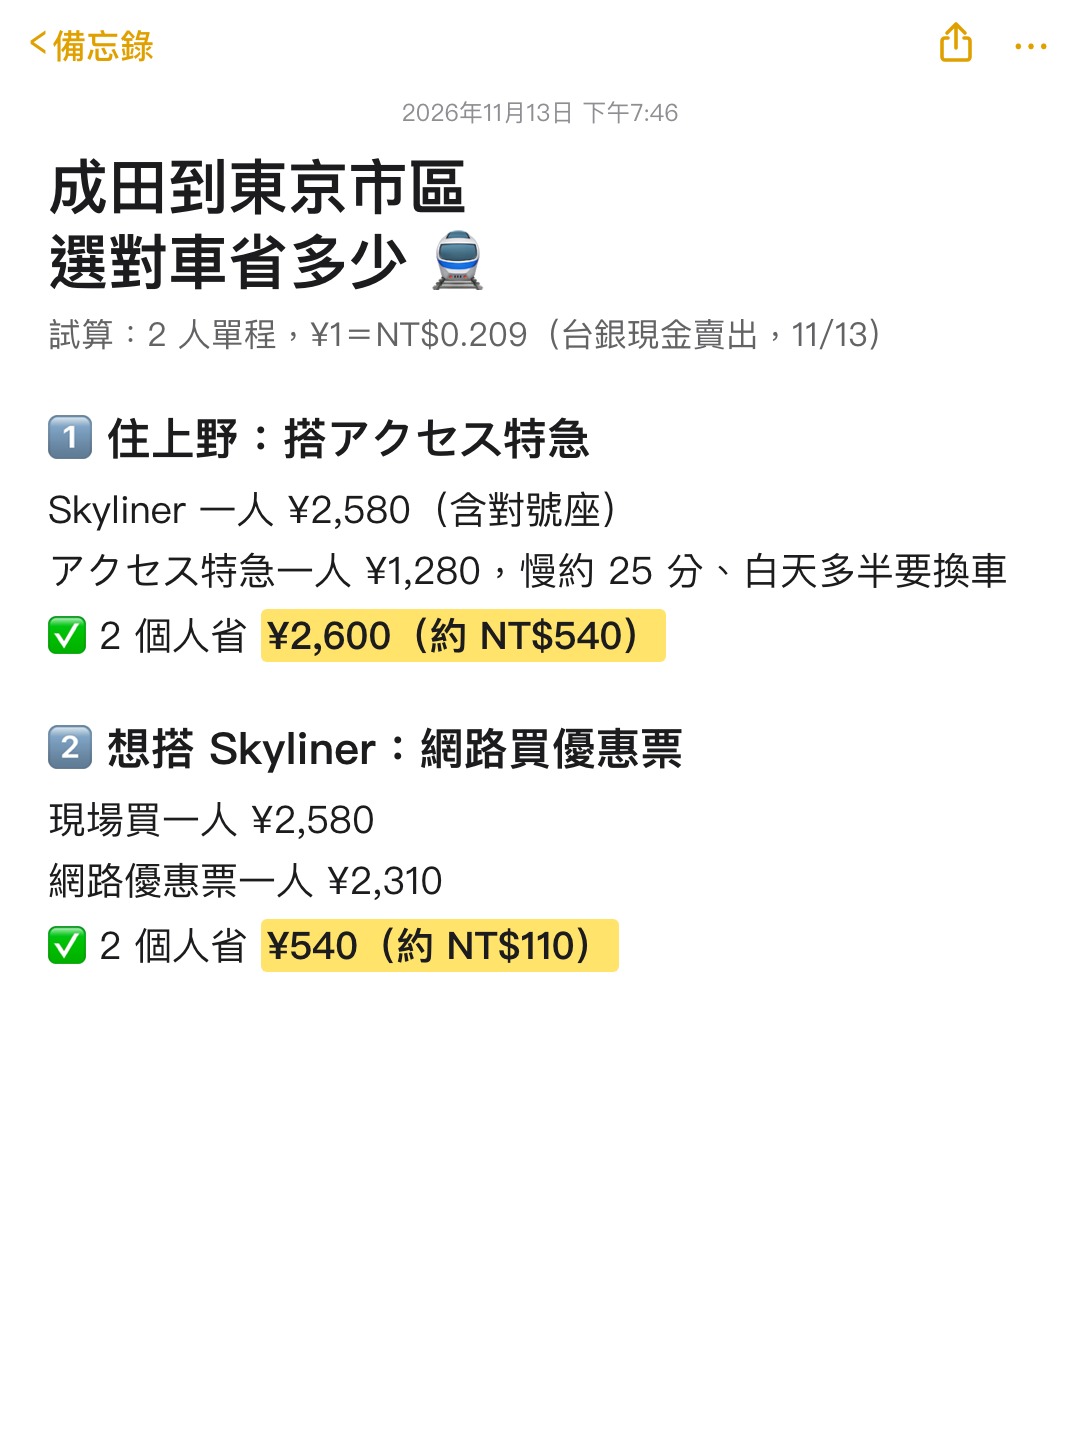 備忘錄
2026年11月13日 下午7:46
成田到東京市區
選對車省多少 🚆
試算：2 人單程，¥1＝NT$0.209（台銀現金賣出，11/13）
1️⃣ 住上野：搭アクセス特急
Skyliner 一人 ¥2,580（含對號座）
アクセス特急一人 ¥1,280，慢約 25 分、白天多半要換車
✅ 2 個人省 ¥2,600（約 NT$540）
2️⃣ 想搭 Skyliner：網路買優惠票
現場買一人 ¥2,580
網路優惠票一人 ¥2,310
✅ 2 個人省 ¥540（約 NT$110）